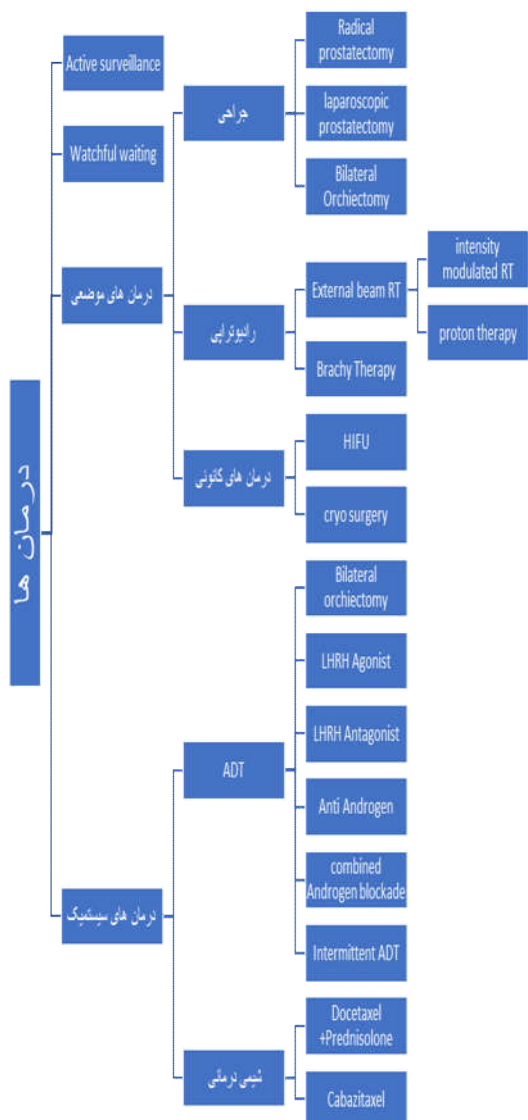 درمان ها
Active surveillance
Watchful waiting
درمان های موضعی
جراحی
Radical
prostatectomy
laparoscopic
prostatectomy
Bilateral
Orchiectomy
رادیوتراپی
External beam RT
intensity
modulated RT
proton therapy
Brachy Therapy
درمان های کانونی
HIFU
cryo surgery
درمان های سیستمیک
ADT
Bilateral
orchiectomy
LHRH Agonist
LHRH Antagonist
Anti Androgen
combined
Androgen blockade
Intermittent ADT
شیمی درمانی
Docetaxel
+Prednisolone
Cabazitaxel